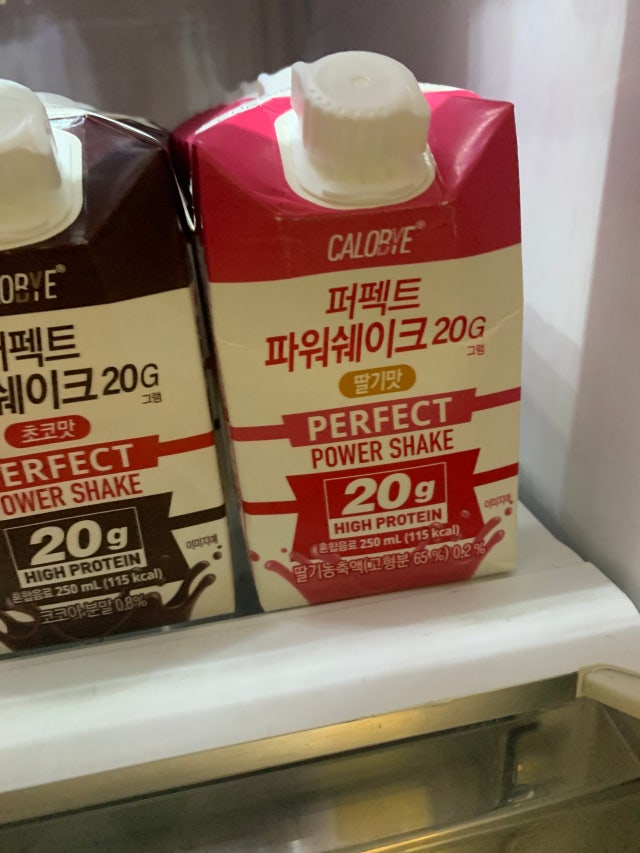 OBYE®
퍼펙트
쉐이크 20G
그램
초코맛
ERFECT
OWER SHAKE
20g
HIGH PROTEIN
이미지예
혼합음료 250 mL (115 kcal)
코코아분말 0.8%
CALOBYE®
퍼펙트
파워쉐이크 20G
그램
딸기맛
PERFECT
POWER SHAKE
20g
HIGH PROTEIN
이미지예
혼합음료 250 mL (115 kcal)
딸기농축액(고형분 65 %) 0.2 %